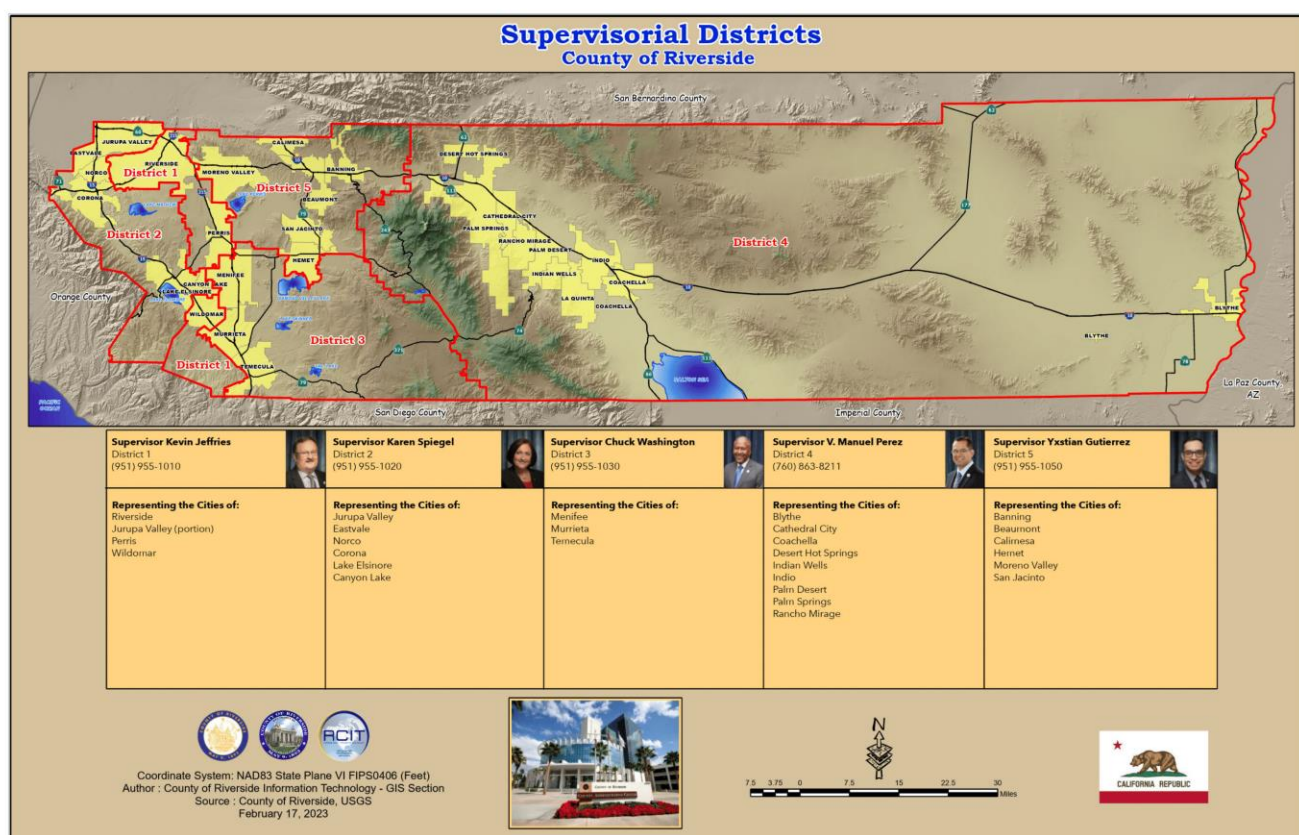 Supervisorial Districts
County of Riverside
San Bernardino County
JURUPA VALLEY
EASTVALE
NORCO
RIVERSIDE
District 1
CORONA
District 2
MORENO VALLEY
CALIMESA
BANNING
District 5
BEAUMONT
SAN JACINTO
PERRIS
HEMET
MENIFEE
CANYON LAKE
LAKE ELSINORE
WILDOMAR
MURRIETA
District 3
District 1
TEMECULA
DESERT HOT SPRINGS
CATHEDRAL CITY
PALM SPRINGS
RANCHO MIRAGE
PALM DESERT
INDIO
INDIAN WELLS
COACHELLA
LA QUINTA
COACHELLA
District 4
SALTON SEA
BLYTHE
BLYTHE
Orange County
PACIFIC
OCEAN
San Diego County
Imperial County
La Paz County
AZ
Supervisor Kevin Jeffries
District 1
(951) 955-1010
Representing the Cities of:
Riverside
Jurupa Valley (portion)
Perris
Wildomar
Supervisor Karen Spiegel
District 2
(951) 955-1020
Representing the Cities of:
Jurupa Valley
Eastvale
Norco
Corona
Lake Elsinore
Canyon Lake
Supervisor Chuck Washington
District 3
(951) 955-1030
Representing the Cities of:
Menifee
Murrieta
Temecula
Supervisor V. Manuel Perez
District 4
(760) 863-8211
Representing the Cities of:
Blythe
Cathedral City
Coachella
Desert Hot Springs
Indian Wells
Indio
Palm Desert
Palm Springs
Rancho Mirage
Supervisor Yxstian Gutierrez
District 5
(951) 955-1050
Representing the Cities of:
Banning
Beaumont
Calimesa
Hemet
Moreno Valley
San Jacinto
RCIT
Coordinate System: NAD83 State Plane VI FIPS0406 (Feet)
Author : County of Riverside Information Technology - GIS Section
Source : County of Riverside, USGS
February 17, 2023
N
7.5 3.75 0 7.5 15 22.5 30
Miles
CALIFORNIA REPUBLIC